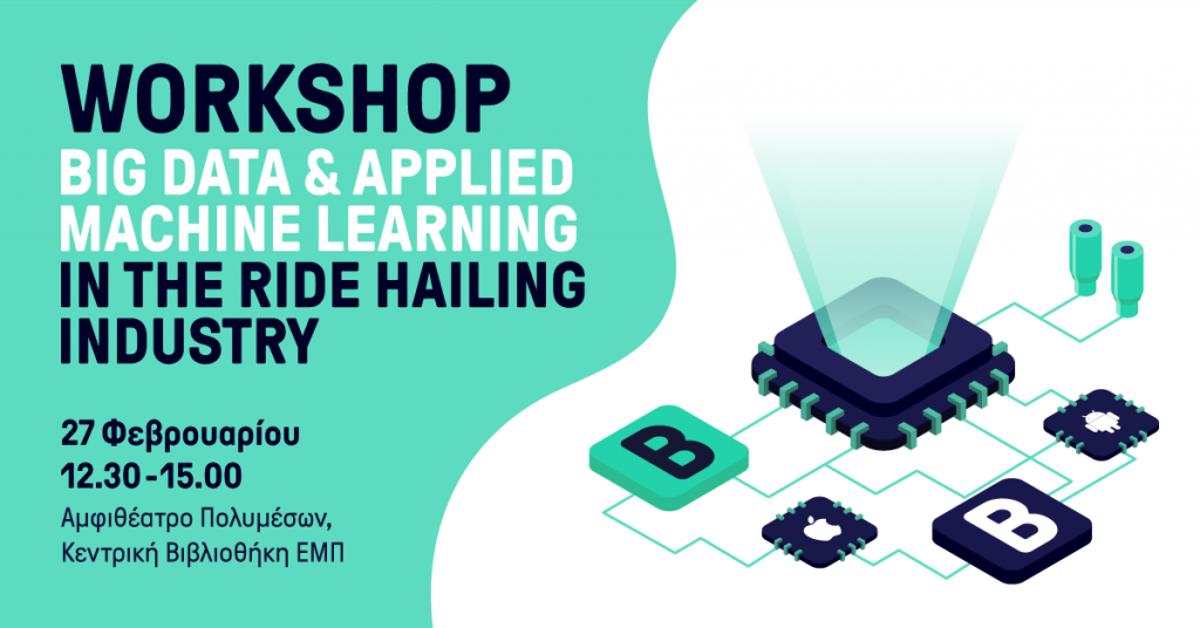 WORKSHOP
BIG DATA & APPLIED
MACHINE LEARNING
IN THE RIDE HAILING
INDUSTRY
27 Φεβρουαρίου
12.30-15.00
Αμφιθέατρο Πολυμέσων,
Κεντρική Βιβλιοθήκη ΕΜΠ
B
B